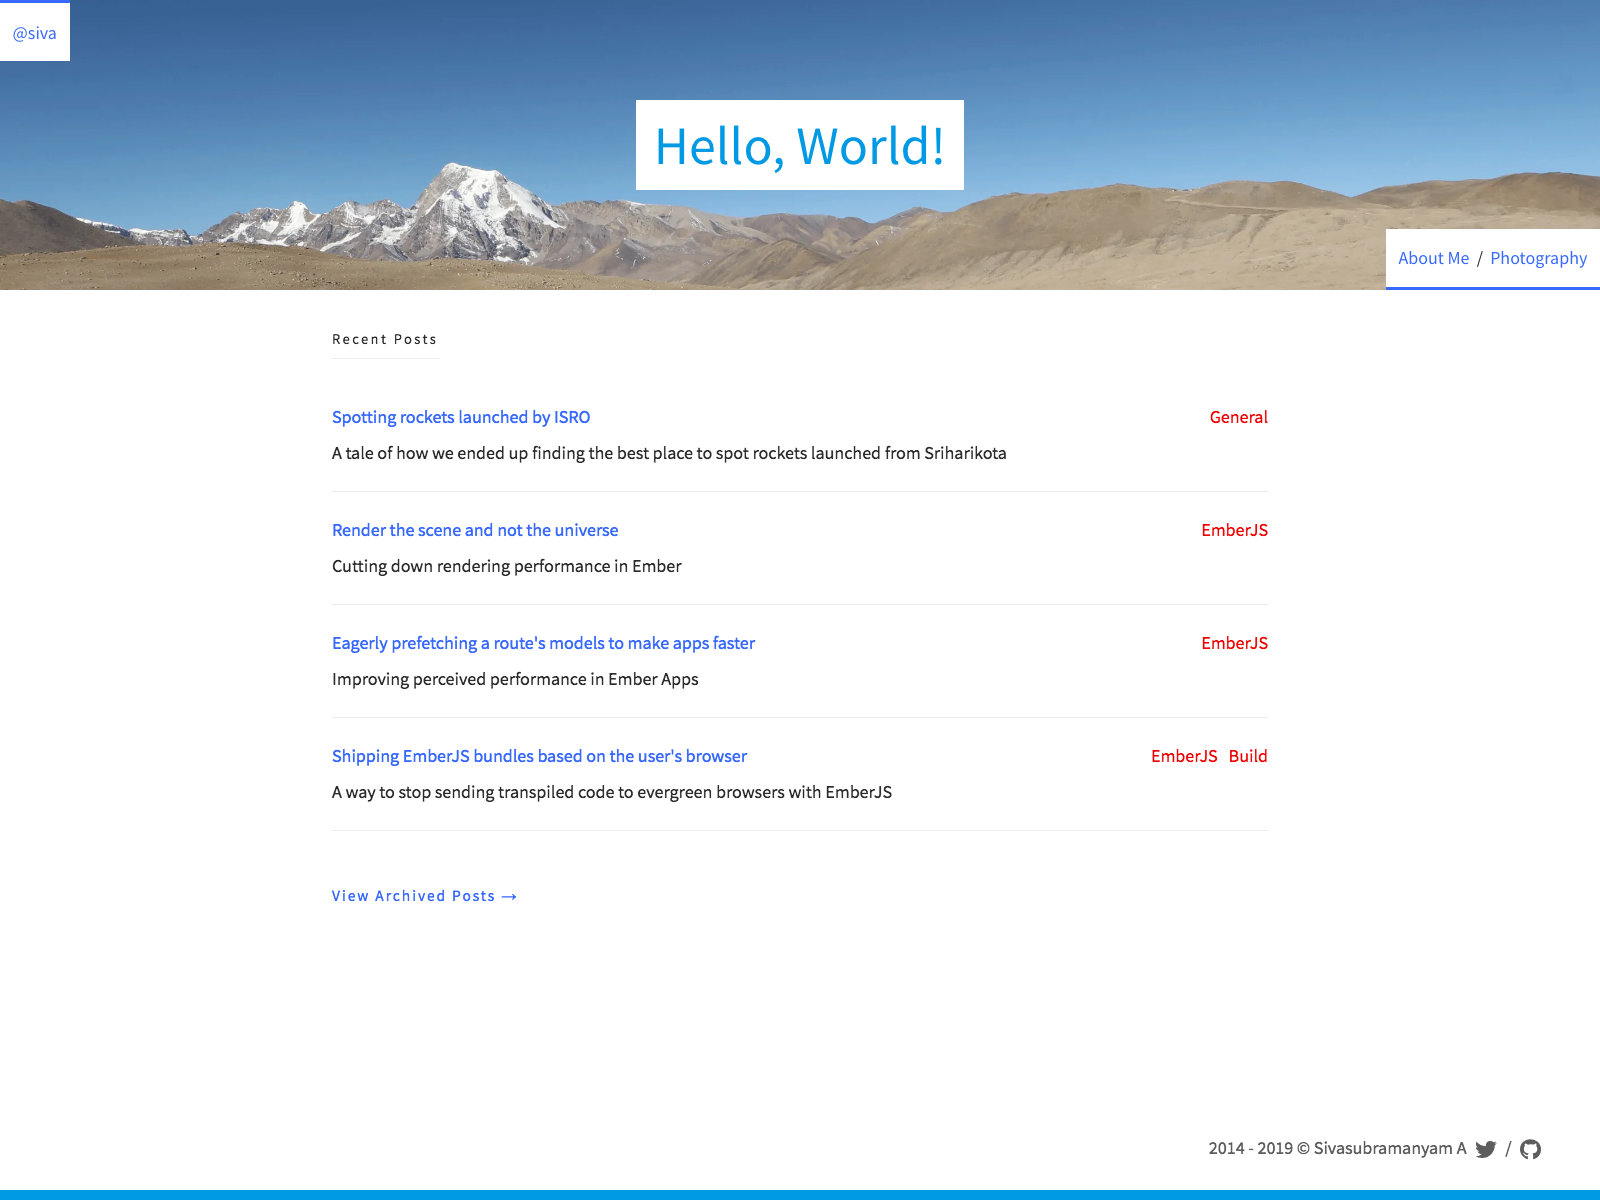 @siva
Hello, World!
About Me / Photography
Recent Posts
Spotting rockets launched by ISRO General
A tale of how we ended up finding the best place to spot rockets launched from Sriharikota
Render the scene and not the universe EmberJS
Cutting down rendering performance in Ember
Eagerly prefetching a route's models to make apps faster EmberJS
Improving perceived performance in Ember Apps
Shipping EmberJS bundles based on the user's browser EmberJS Build
A way to stop sending transpiled code to evergreen browsers with EmberJS
View Archived Posts →
2014 - 2019 © Sivasubramanyam A /